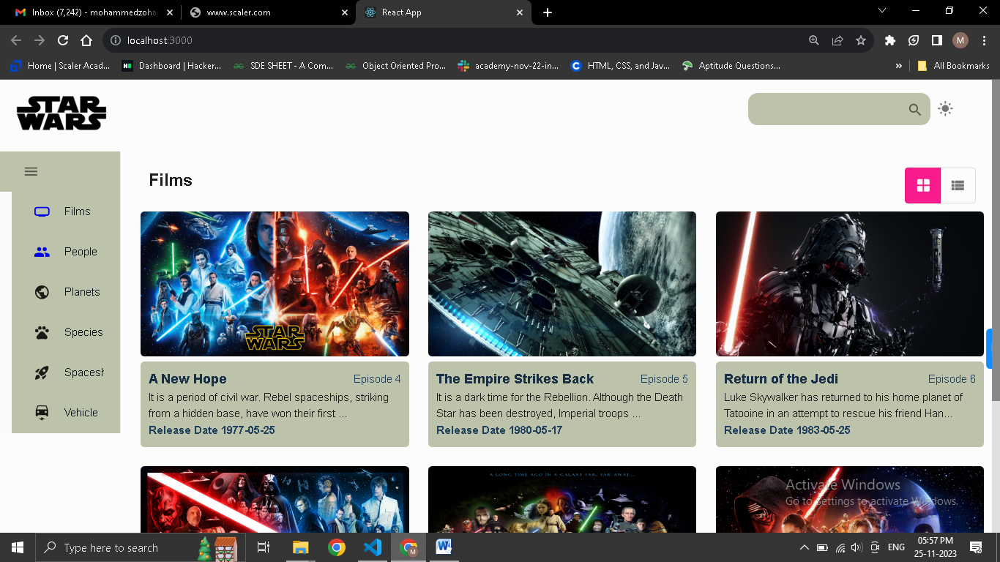 Inbox (7,242) - mohammedzoha
www.scaler.com
React App
localhost:3000
M
Home | Scaler Acad...
Dashboard | Hacker...
SDE SHEET - A Com...
Object Oriented Pro...
academy-nov-22-in...
HTML, CSS, and Jav...
Aptitude Questions...
»
All Bookmarks
STAR
WARS
Films
Films
People
Planets
Species
Spacesh
Vehicle
STAR
WARS
A New Hope
Episode 4
It is a period of civil war. Rebel spaceships, striking
from a hidden base, have won their first ...
Release Date 1977-05-25
The Empire Strikes Back
Episode 5
It is a dark time for the Rebellion. Although the Death
Star has been destroyed, Imperial troops ...
Release Date 1980-05-17
Return of the Jedi
Episode 6
Luke Skywalker has returned to his home planet of
Tatooine in an attempt to rescue his friend Han...
Release Date 1983-05-25
A LONG TIME AGO IN A GALAXY FAR, FAR AWAY...
Activate Windows
Go to Settings to activate Windows.
Type here to search
ENG
05:57 PM
25-11-2023